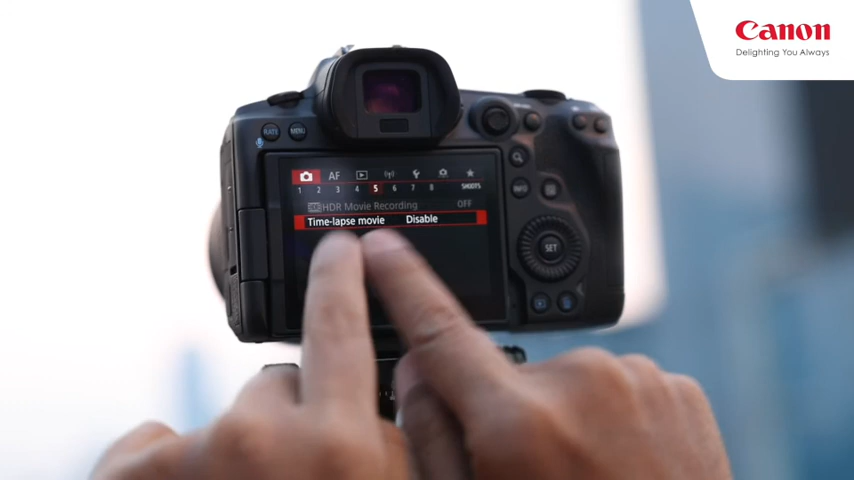 Canon
Delighting You Always
RATE
MENU
AF
1 2 3 4 5 6 7 8
SHOOT5
HDR Movie Recording OFF
Time-lapse movie Disable
INFO
SET